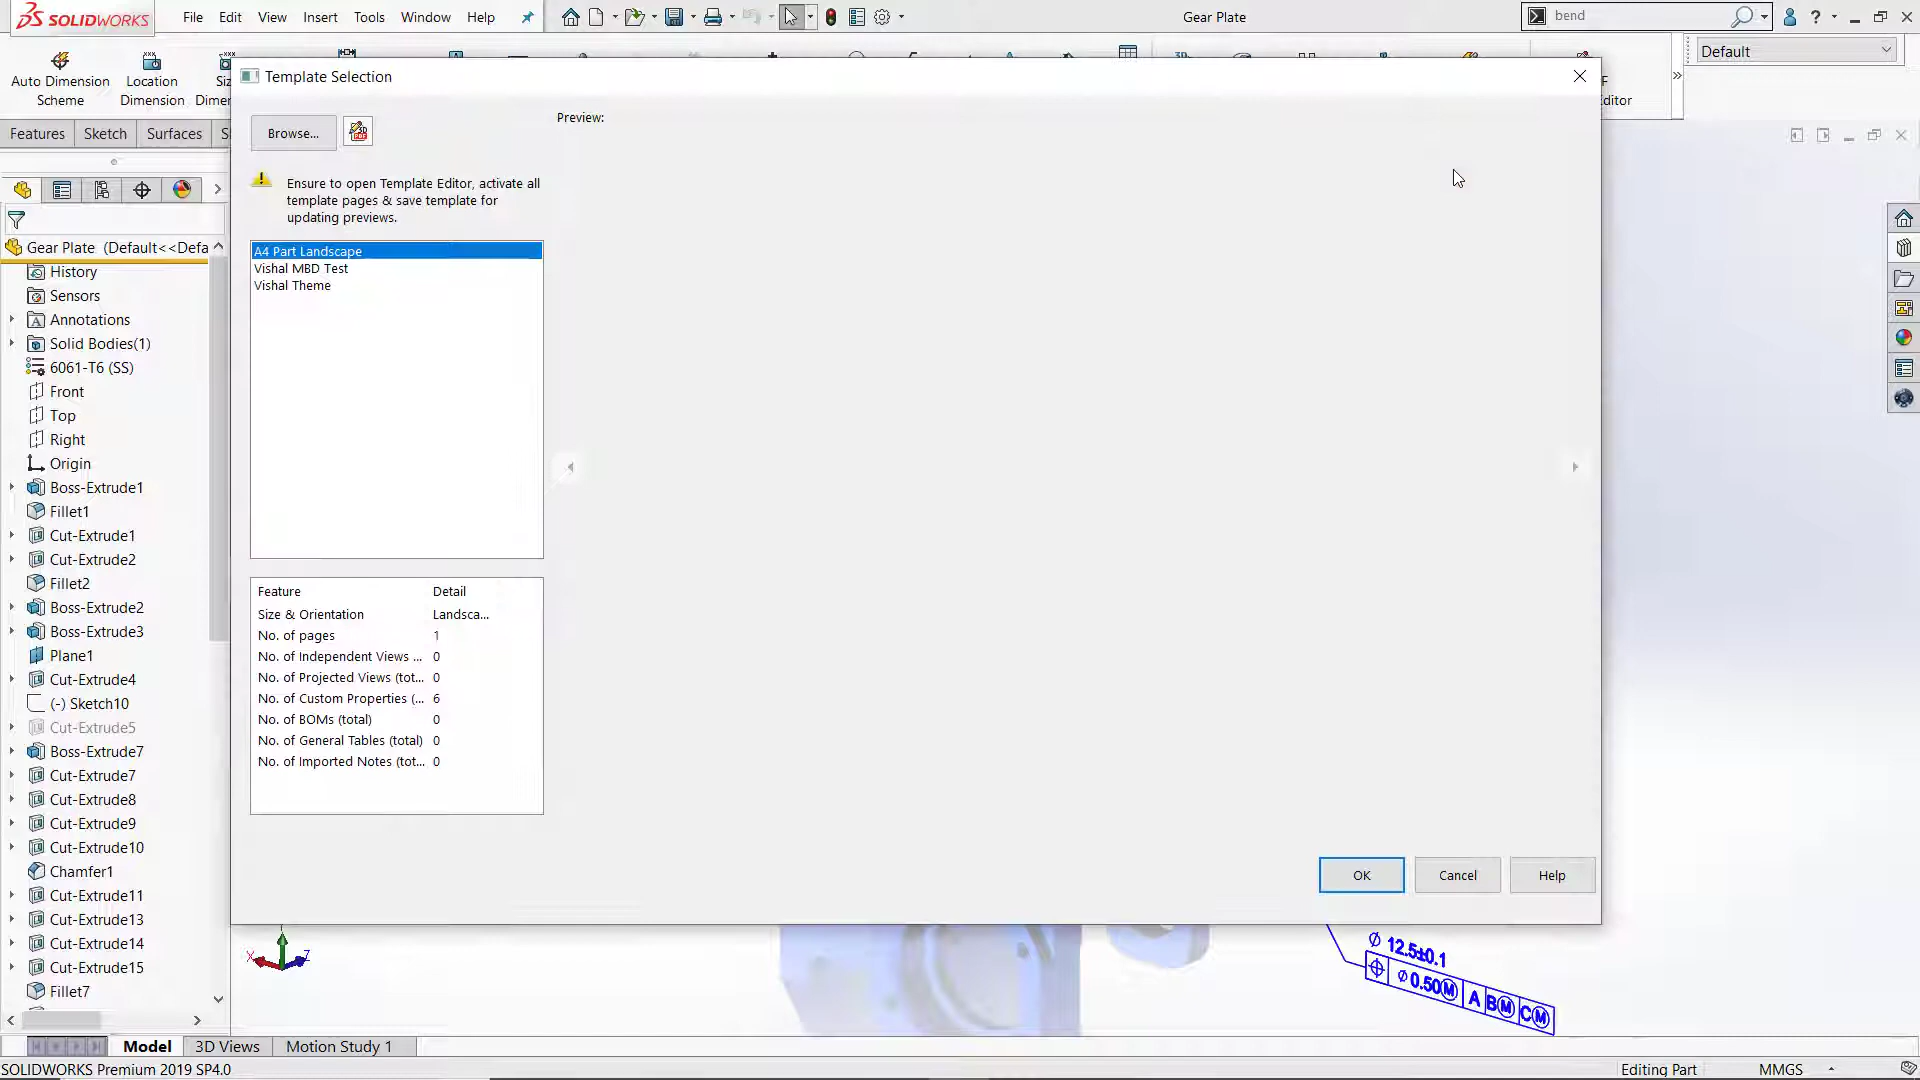 SOLIDWORKS
File Edit View Insert Tools Window Help
Gear Plate
bend
Auto Dimension
Scheme
Location
Dimension
Default
Template Selection
Features Sketch Surfaces
Browse...
Preview:
Ensure to open Template Editor, activate all
template pages & save template for
updating previews.
A4 Part Landscape
Vishal MBD Test
Vishal Theme
Feature Detail
Size & Orientation Landsca...
No. of pages 1
No. of Independent Views ... 0
No. of Projected Views (tot... 0
No. of Custom Properties (... 6
No. of BOMs (total) 0
No. of General Tables (total) 0
No. of Imported Notes (tot... 0
OK Cancel Help
Gear Plate (Default<<Defa
History
Sensors
Annotations
Solid Bodies(1)
6061-T6 (SS)
Front
Top
Right
Origin
Boss-Extrude1
Fillet1
Cut-Extrude1
Cut-Extrude2
Fillet2
Boss-Extrude2
Boss-Extrude3
Plane1
Cut-Extrude4
(-) Sketch10
Cut-Extrude5
Boss-Extrude7
Cut-Extrude7
Cut-Extrude8
Cut-Extrude9
Cut-Extrude10
Chamfer1
Cut-Extrude11
Cut-Extrude13
Cut-Extrude14
Cut-Extrude15
Fillet7
X Z
⌀ 12.5±0.1
⌖ ⌀0.50Ⓜ A BⓂ CⓂ
Model 3D Views Motion Study 1
SOLIDWORKS Premium 2019 SP4.0
Editing Part MMGS